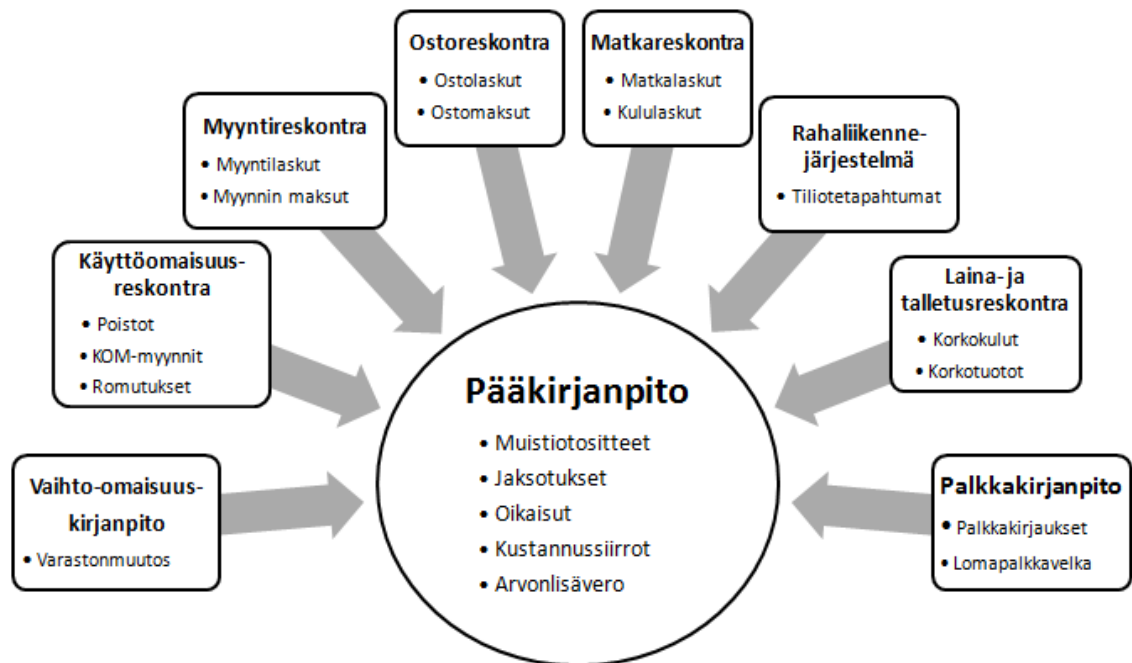 Ostoreskontra
• Ostolaskut
• Ostomaksut
Matkareskontra
• Matkalaskut
• Kululaskut
Myyntireskontra
• Myyntilaskut
• Myynnin maksut
Rahaliikenne-
järjestelmä
• Tiliotetapahtumat
Käyttöomaisuus-
reskontra
• Poistot
• KOM-myynnit
• Romutukset
Laina- ja
talletusreskontra
• Korkokulut
• Korkotuotot
Pääkirjanpito
• Muistiotositteet
• Jaksotukset
• Oikaisut
• Kustannussiirrot
• Arvonlisävero
Vaihto-omaisuus-
kirjanpito
• Varastonmuutos
Palkkakirjanpito
• Palkkakirjaukset
• Lomapalkkavelka